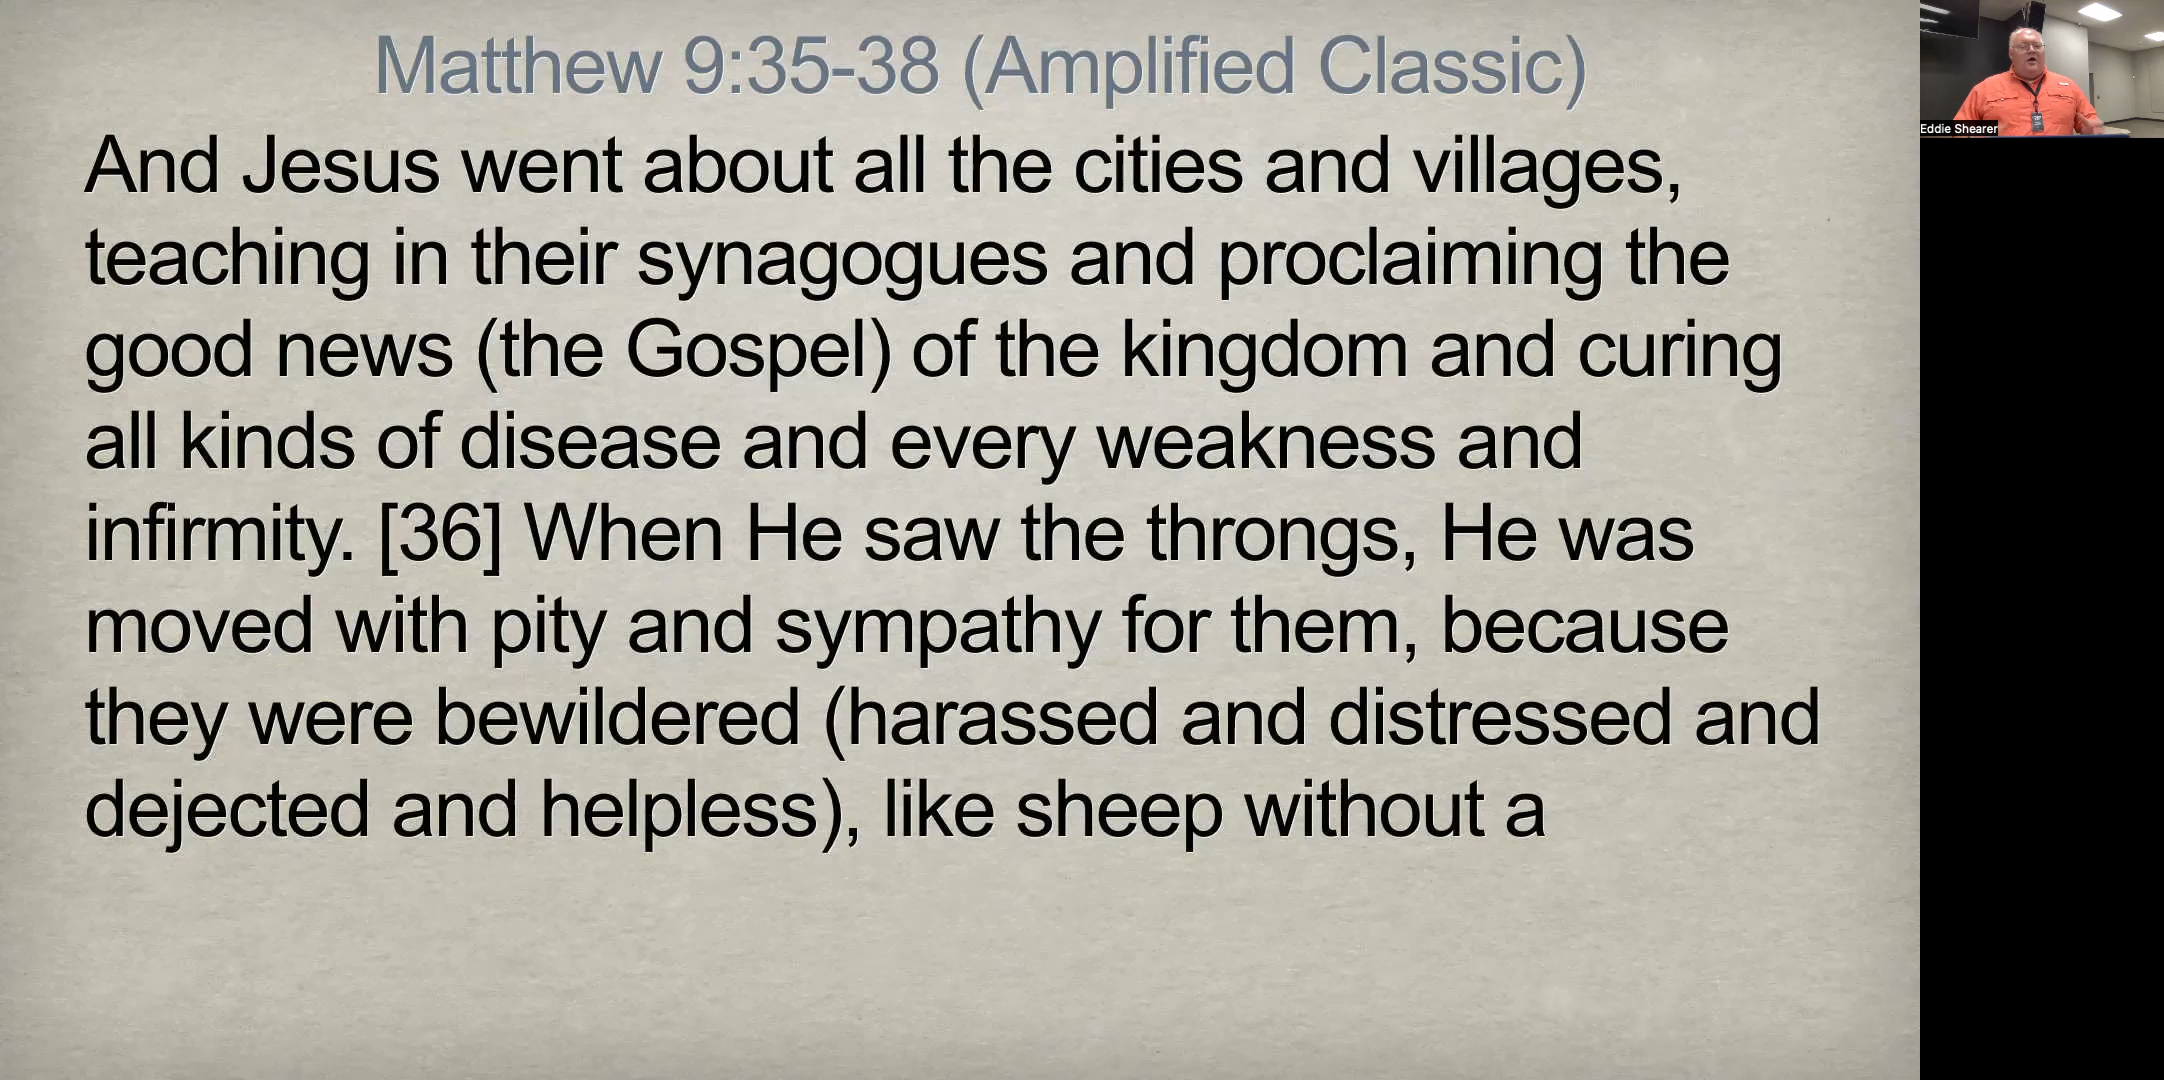 Matthew 9:35-38 (Amplified Classic)
And Jesus went about all the cities and villages,
teaching in their synagogues and proclaiming the
good news (the Gospel) of the kingdom and curing
all kinds of disease and every weakness and
infirmity. [36] When He saw the throngs, He was
moved with pity and sympathy for them, because
they were bewildered (harassed and distressed and
dejected and helpless), like sheep without a
Eddie Shearer